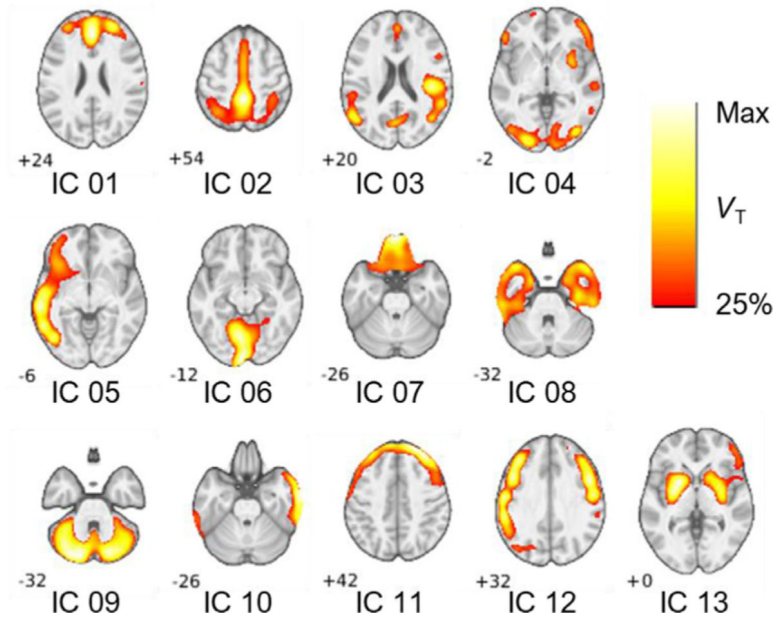 +24
IC 01
+54
IC 02
+20
IC 03
-2
IC 04
Max
VT
25%
-6
IC 05
-12
IC 06
-26
IC 07
-32
IC 08
-32
IC 09
-26
IC 10
+42
IC 11
+32
IC 12
+0
IC 13